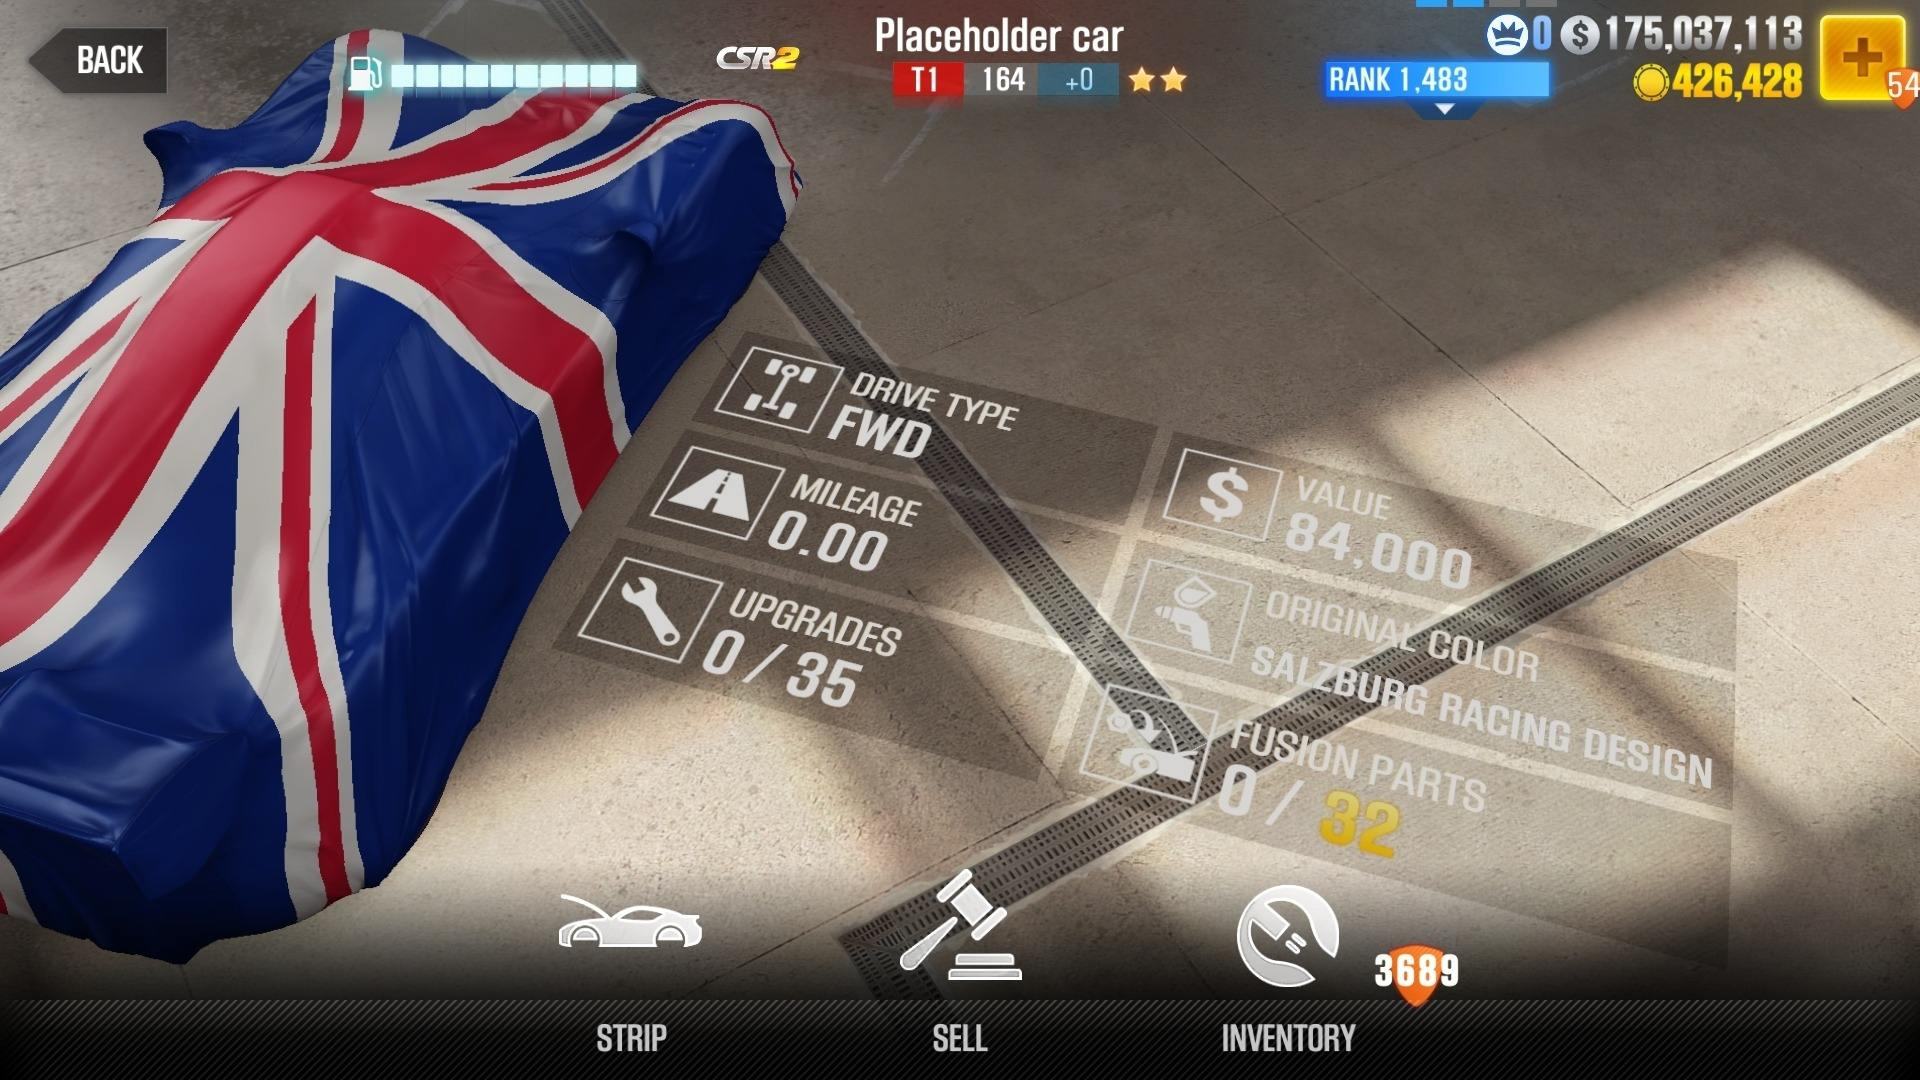 BACK
CSR2
Placeholder car
T1 164 +0
0 $ 175,037,113
RANK 1,483
426,428
54
DRIVE TYPE
FWD
MILEAGE
0.00
UPGRADES
0 / 35
$ VALUE
84,000
ORIGINAL COLOR
SALZBURG RACING DESIGN
FUSION PARTS
0 / 32
STRIP
SELL
INVENTORY
3689